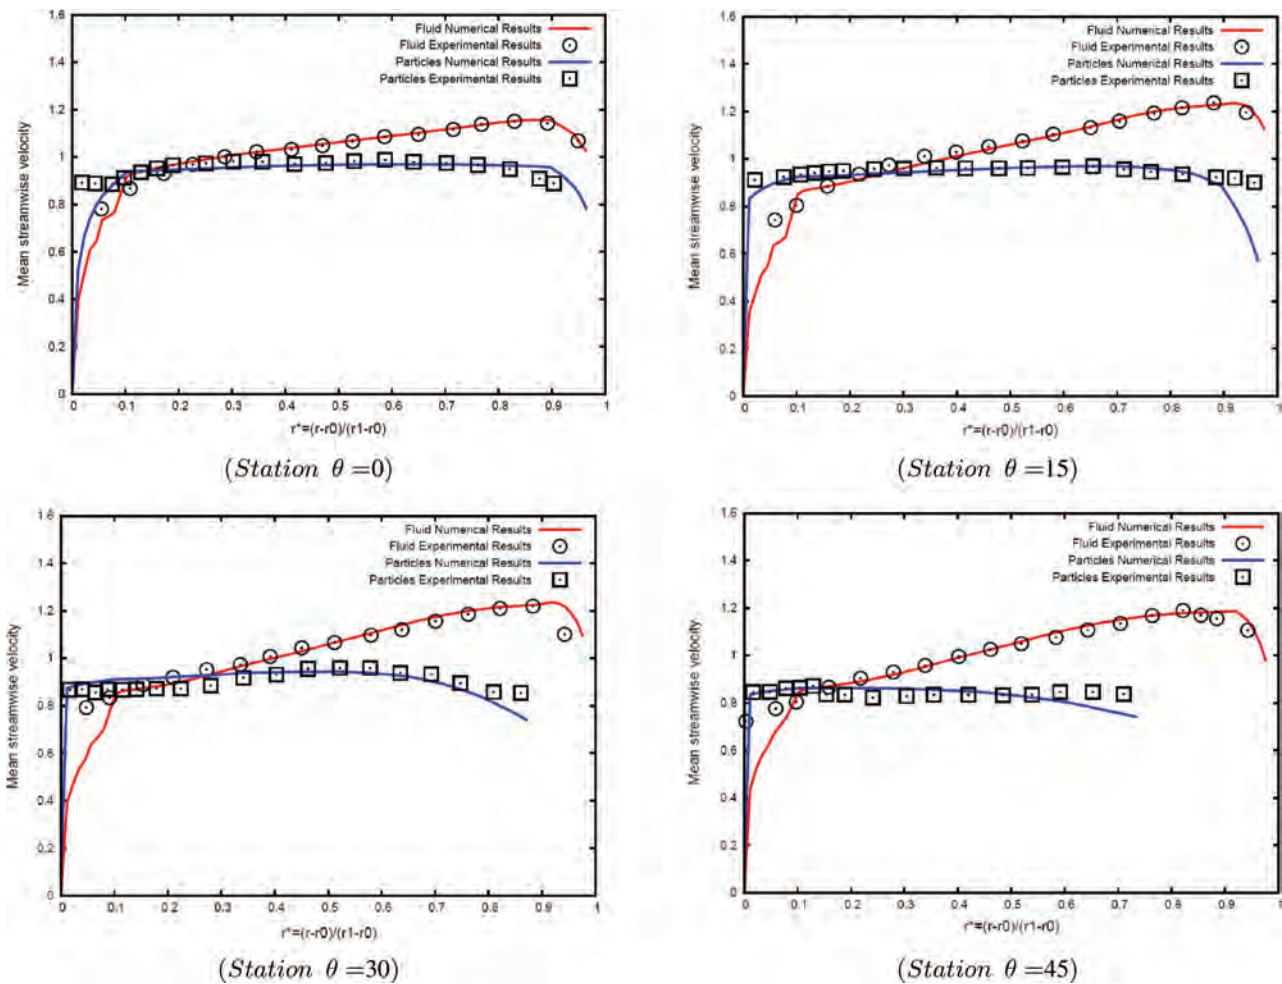 Fluid Numerical Results
Fluid Experimental Results
Particles Numerical Results
Particles Experimental Results
Mean streamwise velocity
1.6
1.4
1.2
1
0.8
0.6
0.4
0.2
0
0 0.1 0.2 0.3 0.4 0.5 0.6 0.7 0.8 0.9 1
r*=(r-r0)/(r1-r0)
(Station θ =0)
Fluid Numerical Results
Fluid Experimental Results
Particles Numerical Results
Particles Experimental Results
Mean streamwise velocity
1.6
1.4
1.2
1
0.8
0.6
0.4
0.2
0
0 0.1 0.2 0.3 0.4 0.5 0.6 0.7 0.8 0.9 1
r*=(r-r0)/(r1-r0)
(Station θ =15)
Fluid Numerical Results
Fluid Experimental Results
Particles Numerical Results
Particles Experimental Results
Mean streamwise velocity
1.6
1.4
1.2
1
0.8
0.6
0.4
0.2
0
0 0.1 0.2 0.3 0.4 0.5 0.6 0.7 0.8 0.9 1
r*=(r-r0)/(r1-r0)
(Station θ =30)
Fluid Numerical Results
Fluid Experimental Results
Particles Numerical Results
Particles Experimental Results
Mean streamwise velocity
1.6
1.4
1.2
1
0.8
0.6
0.4
0.2
0
0 0.1 0.2 0.3 0.4 0.5 0.6 0.7 0.8 0.9 1
r*=(r-r0)/(r1-r0)
(Station θ =45)